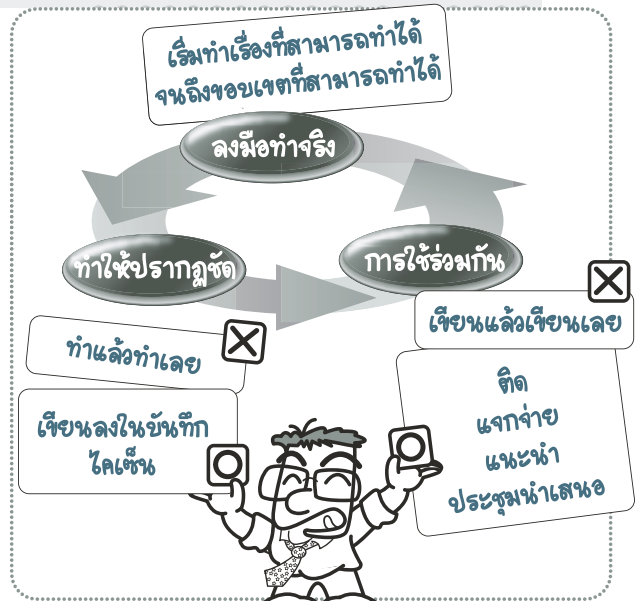 เริ่มทำเรื่องที่สามารถทำได้
จนถึงขอบเขตที่สามารถทำได้
ลงมือทำจริง
ทำให้ปรากฏชัด
การใช้ร่วมกัน
ทำแล้วทำเลย
เขียนลงในบันทึก
ไคเซ็น
เขียนแล้วเขียนเลย
ติด
แจกจ่าย
แนะนำ
ประชุมนำเสนอ